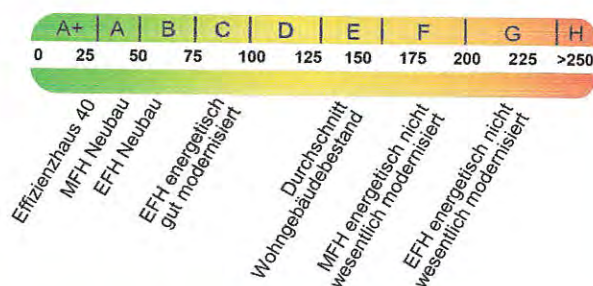 A+ | A | B | C | D | E | F | G | H
0 25 50 75 100 125 150 175 200 225 >250
Effizienzhaus 40
MFH Neubau
EFH Neubau
EFH energetisch
gut modernisiert
Durchschnitt
Wohngebäudebestand
MFH energetisch nicht
wesentlich modernisiert
EFH energetisch nicht
wesentlich modernisiert